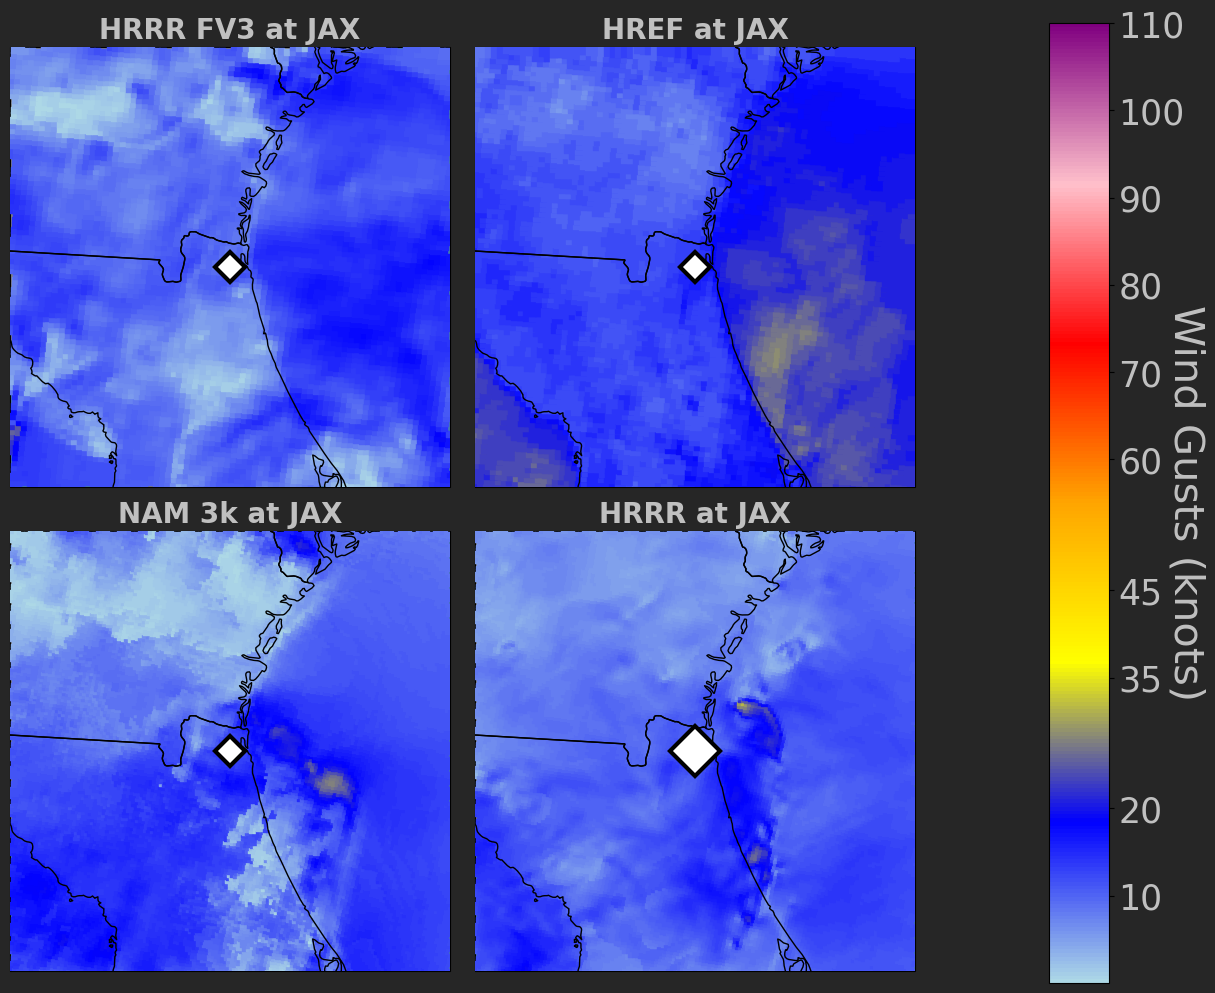 HRRR FV3 at JAX
HREF at JAX
NAM 3k at JAX
HRRR at JAX
110
100
90
80
70
60
45
35
20
10
Wind Gusts (knots)